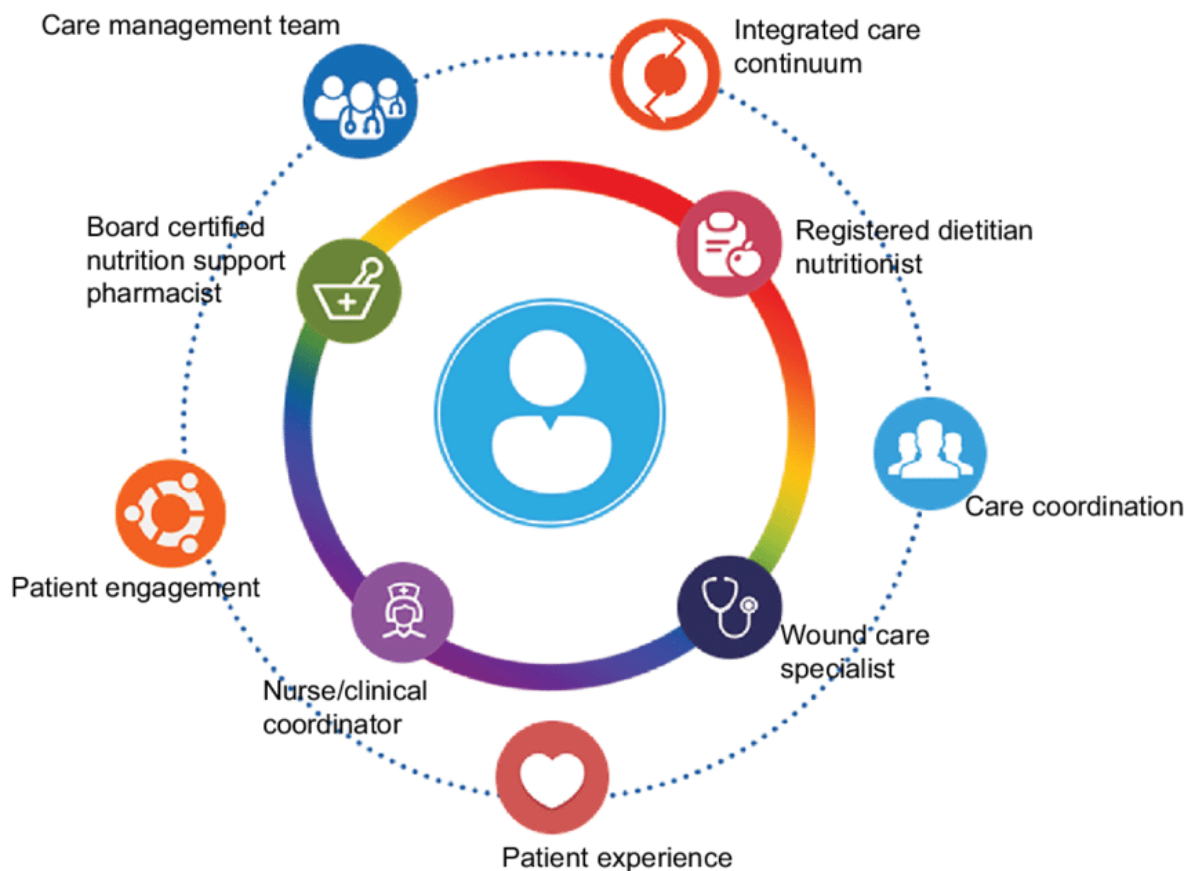 Care management team
Integrated care
continuum
Board certified
nutrition support
pharmacist
Registered dietitian
nutritionist
Care coordination
Patient engagement
Wound care
specialist
Nurse/clinical
coordinator
Patient experience